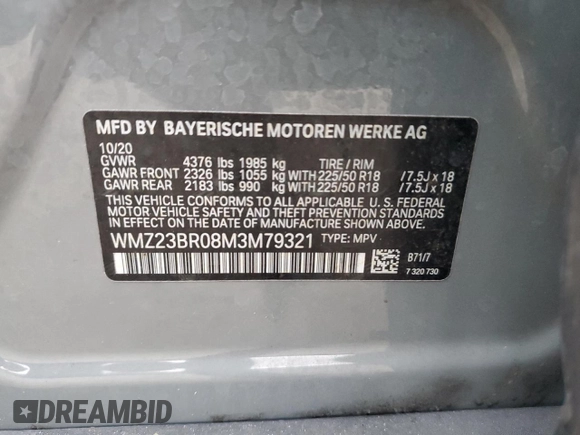 MFD BY BAYERISCHE MOTOREN WERKE AG
10/20
GVWR 4376 lbs 1985 kg TIRE / RIM
GAWR FRONT 2326 lbs 1055 kg WITH 225/50 R18 / 7.5J x 18
GAWR REAR 2183 lbs 990 kg WITH 225/50 R18 / 7.5J x 18
THIS VEHICLE CONFORMS TO ALL APPLICABLE U. S. FEDERAL
MOTOR VEHICLE SAFETY, BUMPER, AND THEFT PREVENTION
STANDARDS IN EFFECT ON THE DATE OF MANUFACTURE SHOWN ABOVE.
WMZ23BR08M3M79321 TYPE: MPV
B71/7
7 320 730
DREAMBID